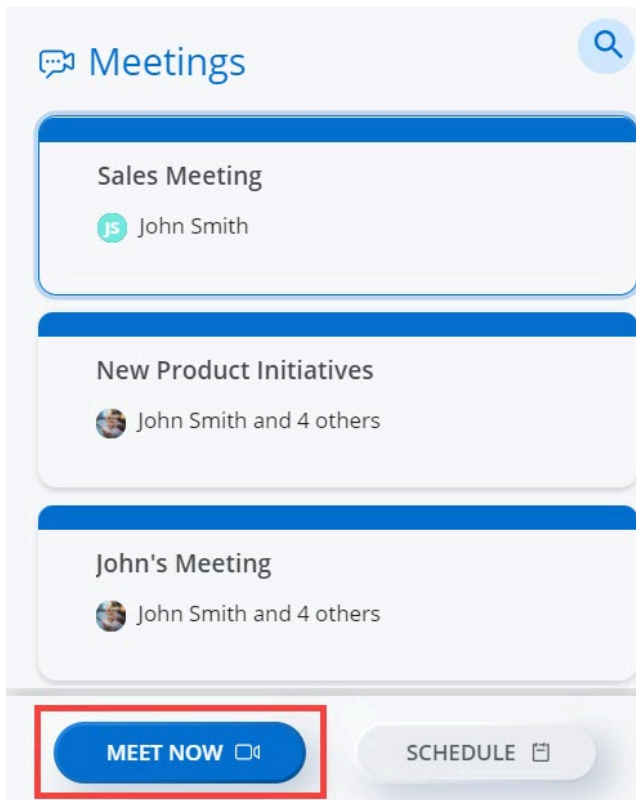 Meetings
Sales Meeting
JS John Smith
New Product Initiatives
John Smith and 4 others
John's Meeting
John Smith and 4 others
MEET NOW
SCHEDULE